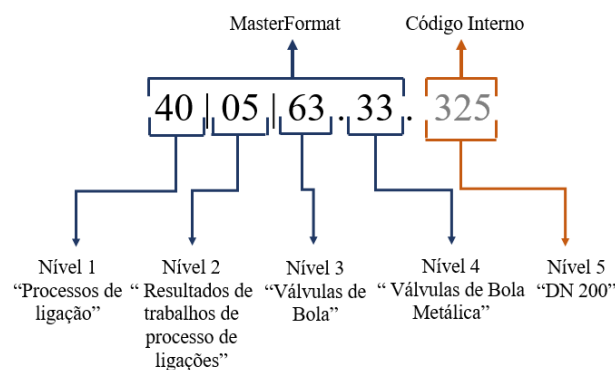 MasterFormat Código Interno
40|05|63.33.325
Nível 1
“Processos de
ligação”
Nível 2
“ Resultados de
trabalhos de
processo de
ligações”
Nível 3
“Válvulas de
Bola”
Nível 4
“ Válvulas de Bola
Metálica”
Nível 5
“DN 200”